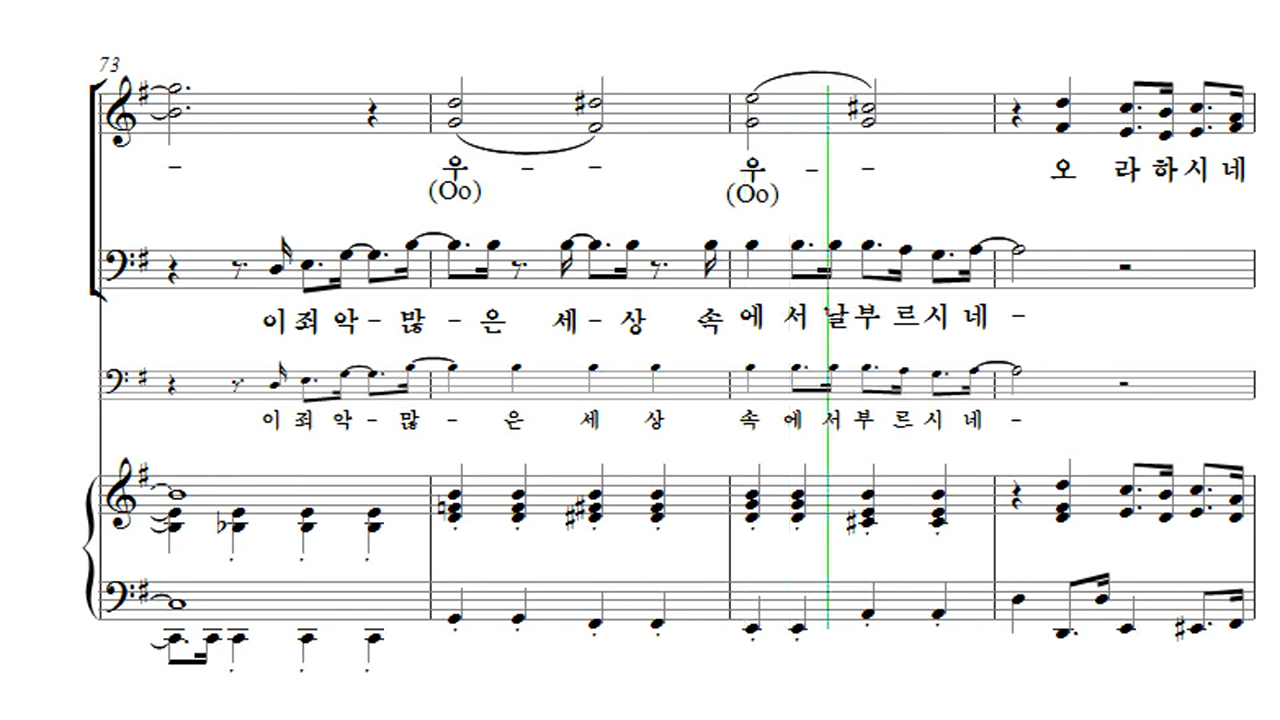 73
- 우 - - 우 - - 오 라 하 시 네
(Oo) (Oo)
이 죄 악 - 많 - 은 세 - 상 속 에 서 날 부 르 시 네 -
이 죄 악 - 많 - 은 세 상 속 에 서 부 르 시 네 -